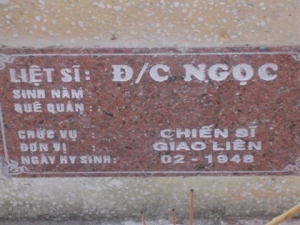 LIỆT SĨ: Đ/C NGỌC
SINH NĂM:
QUÊ QUÁN:
CHỨC VỤ CHIẾN SĨ
ĐƠN VỊ : GIAO LIÊN
NGÀY HY SINH: 02 - 1948